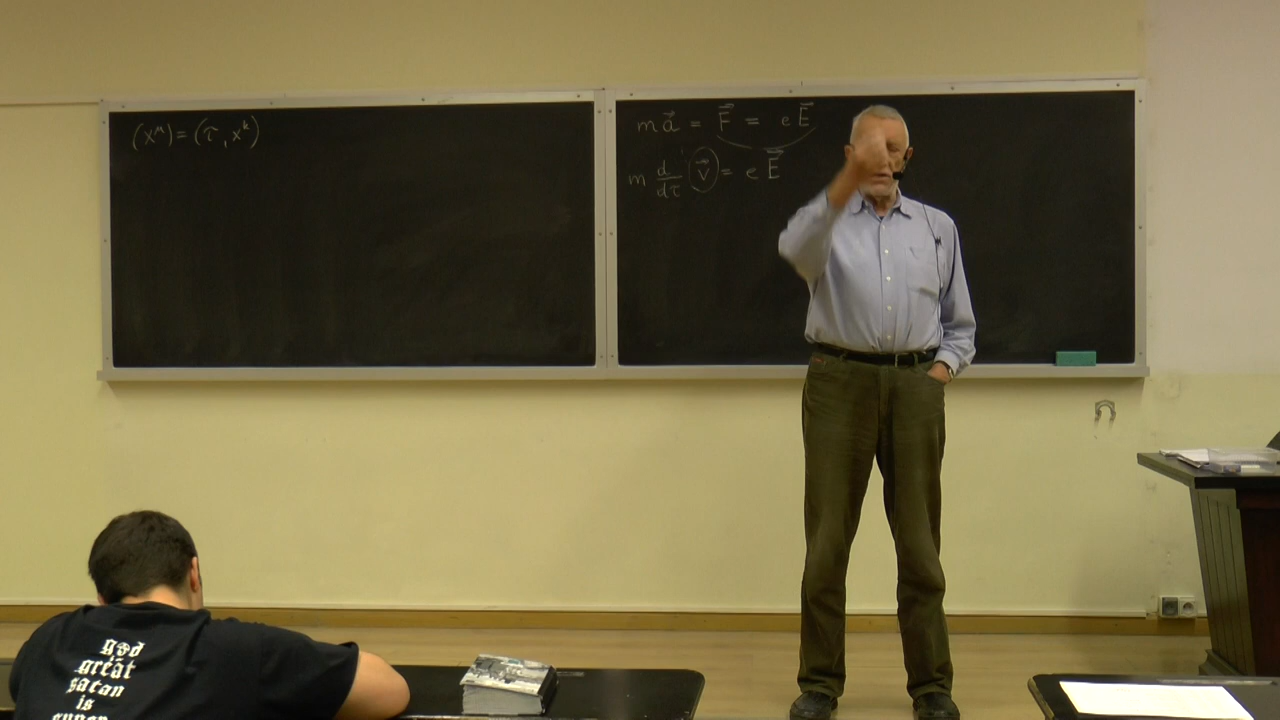 (x^μ) = (τ, x^k)
m a⃗ = F⃗ = e E⃗
m d/dτ v⃗ = e E⃗
god
great
satan
is